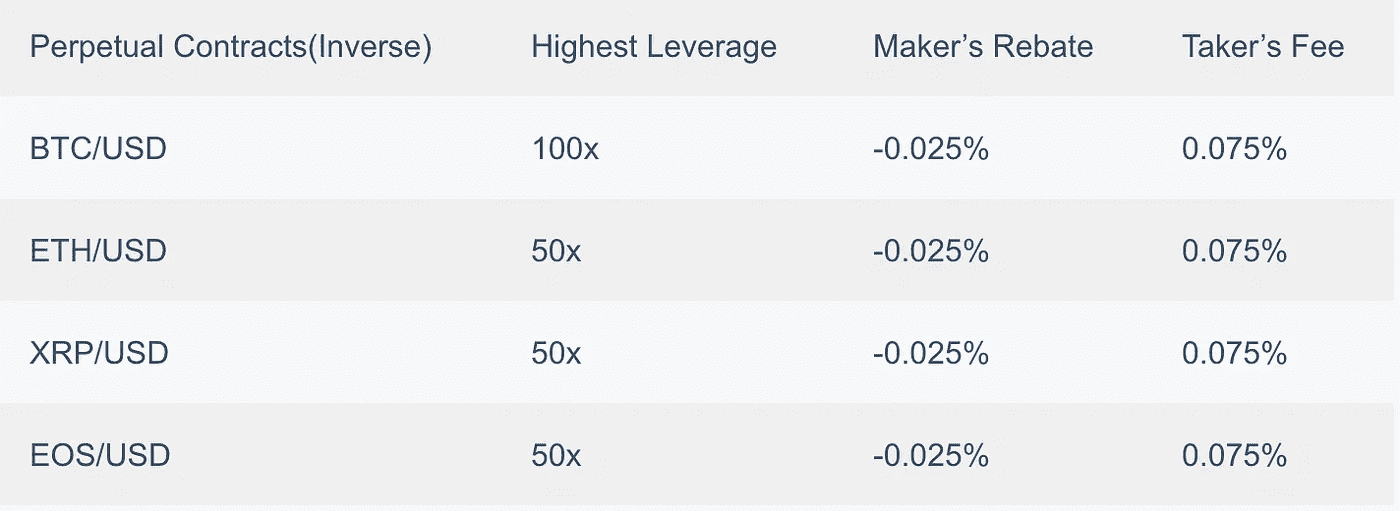 Perpetual Contracts(Inverse) Highest Leverage Maker’s Rebate Taker’s Fee
BTC/USD 100x -0.025% 0.075%
ETH/USD 50x -0.025% 0.075%
XRP/USD 50x -0.025% 0.075%
EOS/USD 50x -0.025% 0.075%